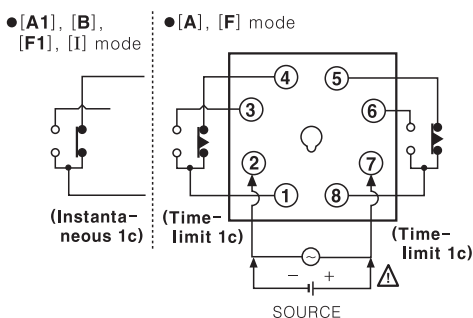 ●[A1], [B],
[F1], [I] mode
●[A], [F] mode
4
5
3
6
2
7
1
8
(Instanta-
neous 1c)
(Time-
limit 1c)
(Time-
limit 1c)
~
− +
!
SOURCE